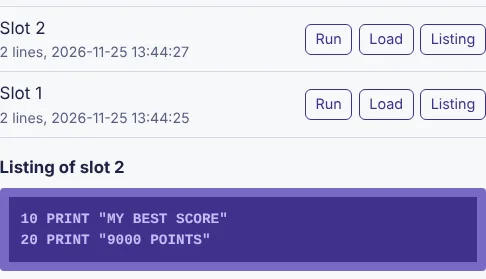 Slot 2
2 lines, 2026-11-25 13:44:27
Run Load Listing
Slot 1
2 lines, 2026-11-25 13:44:25
Run Load Listing
Listing of slot 2
10 PRINT "MY BEST SCORE"
20 PRINT "9000 POINTS"